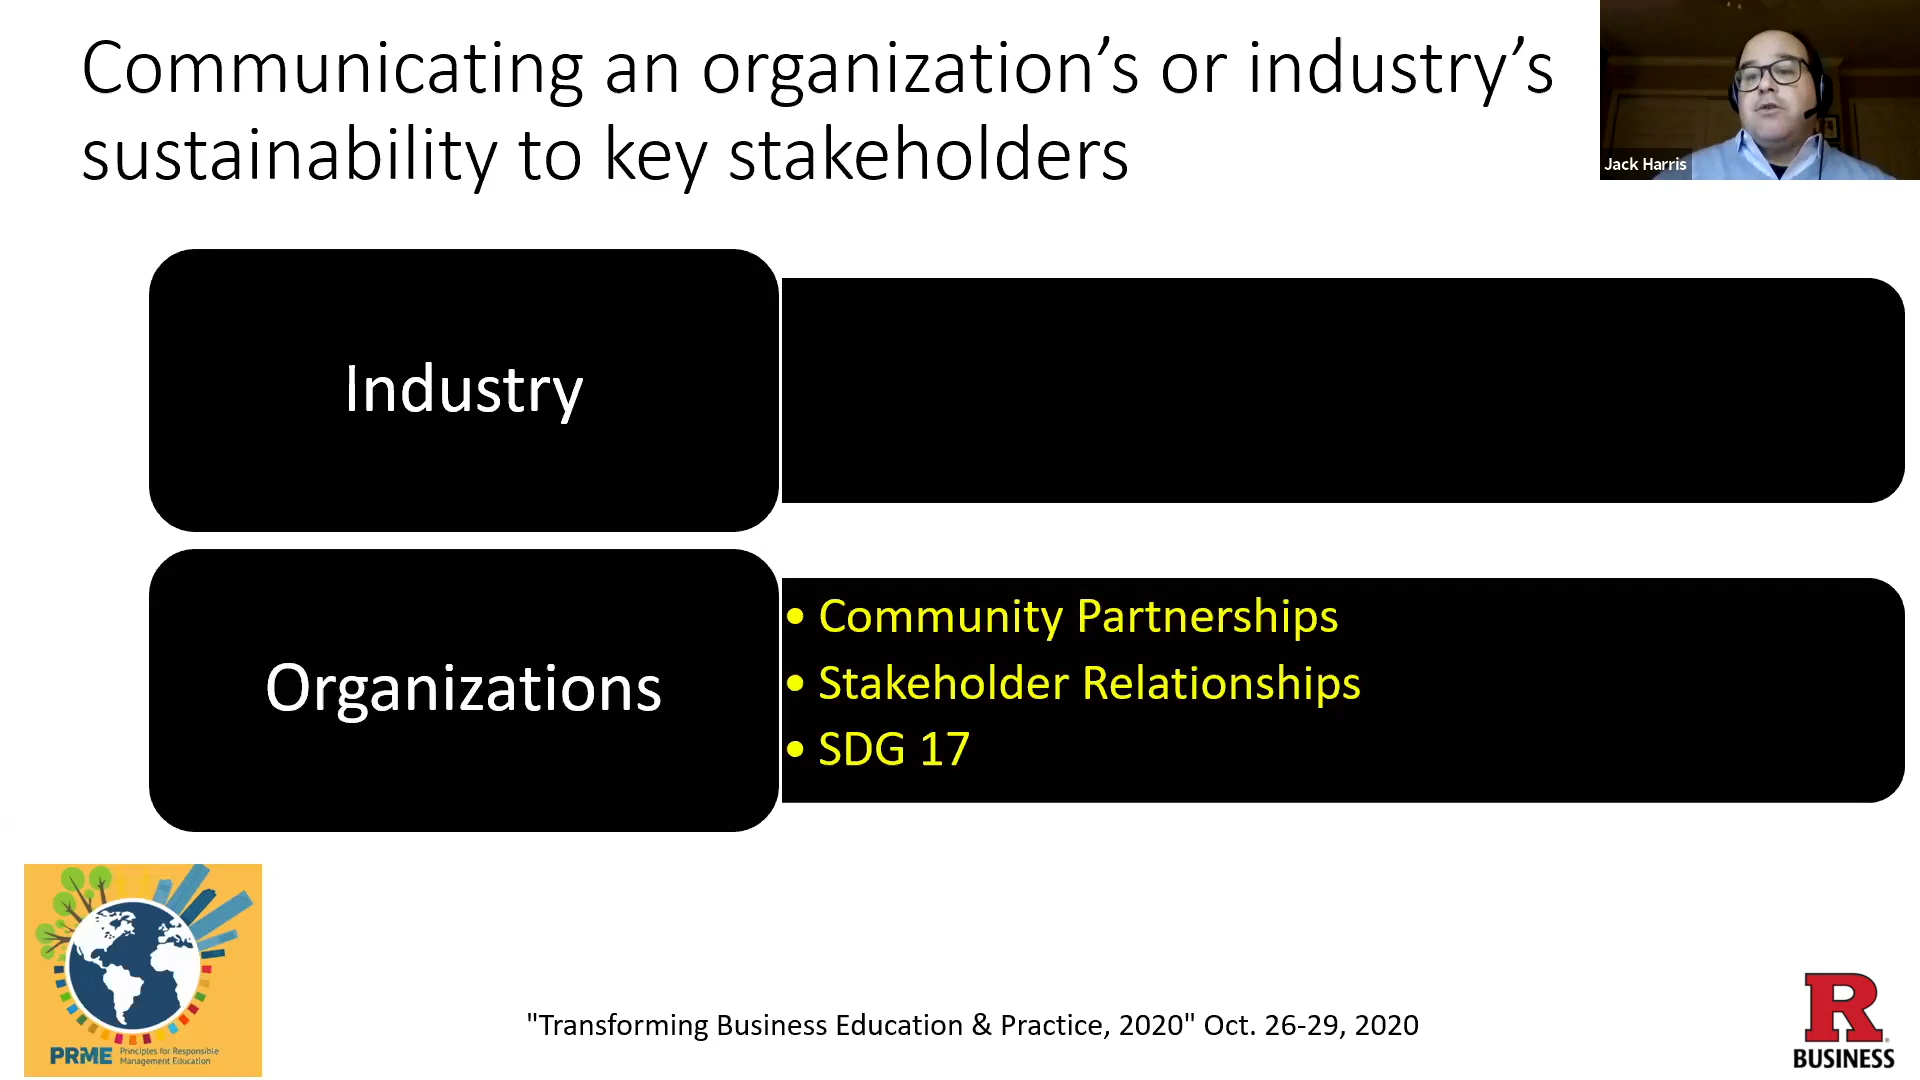 Communicating an organization’s or industry’s
sustainability to key stakeholders
Jack Harris
Industry
Organizations
• Community Partnerships
• Stakeholder Relationships
• SDG 17
PRME Principles for Responsible
Management Education
"Transforming Business Education & Practice, 2020" Oct. 26-29, 2020
R
BUSINESS